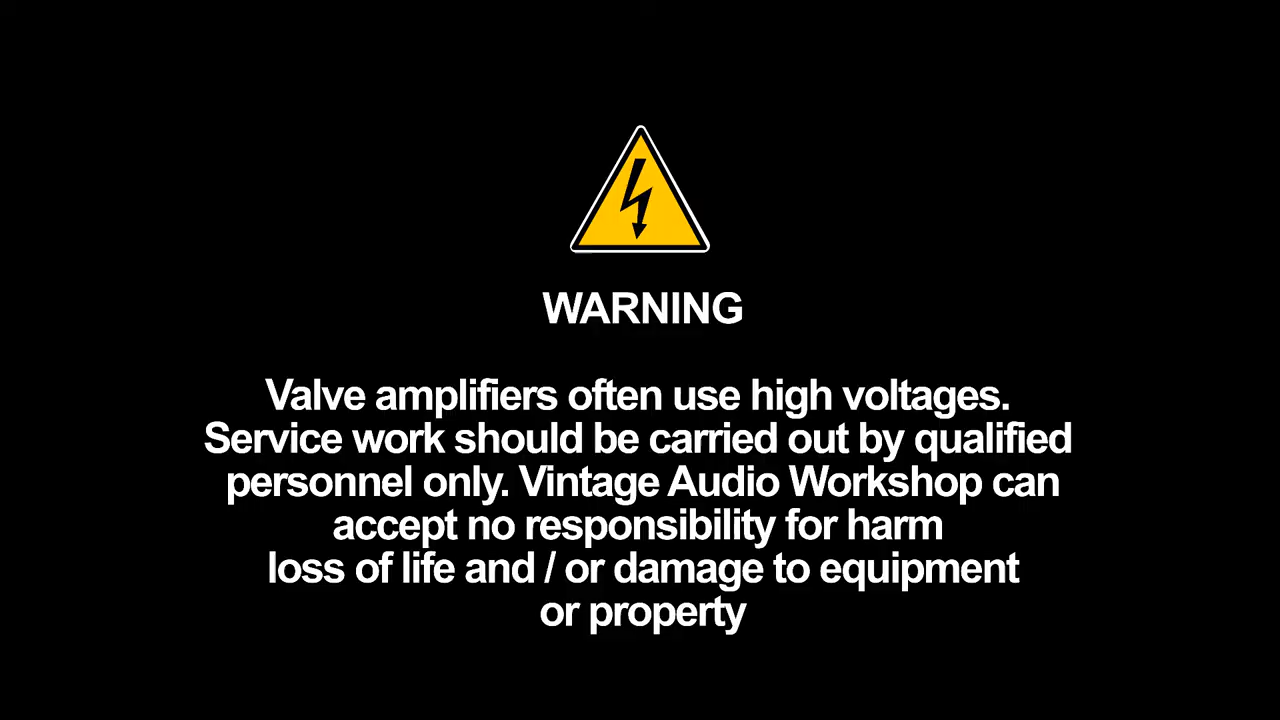 WARNING
Valve amplifiers often use high voltages.
Service work should be carried out by qualified
personnel only. Vintage Audio Workshop can
accept no responsibility for harm
loss of life and / or damage to equipment
or property